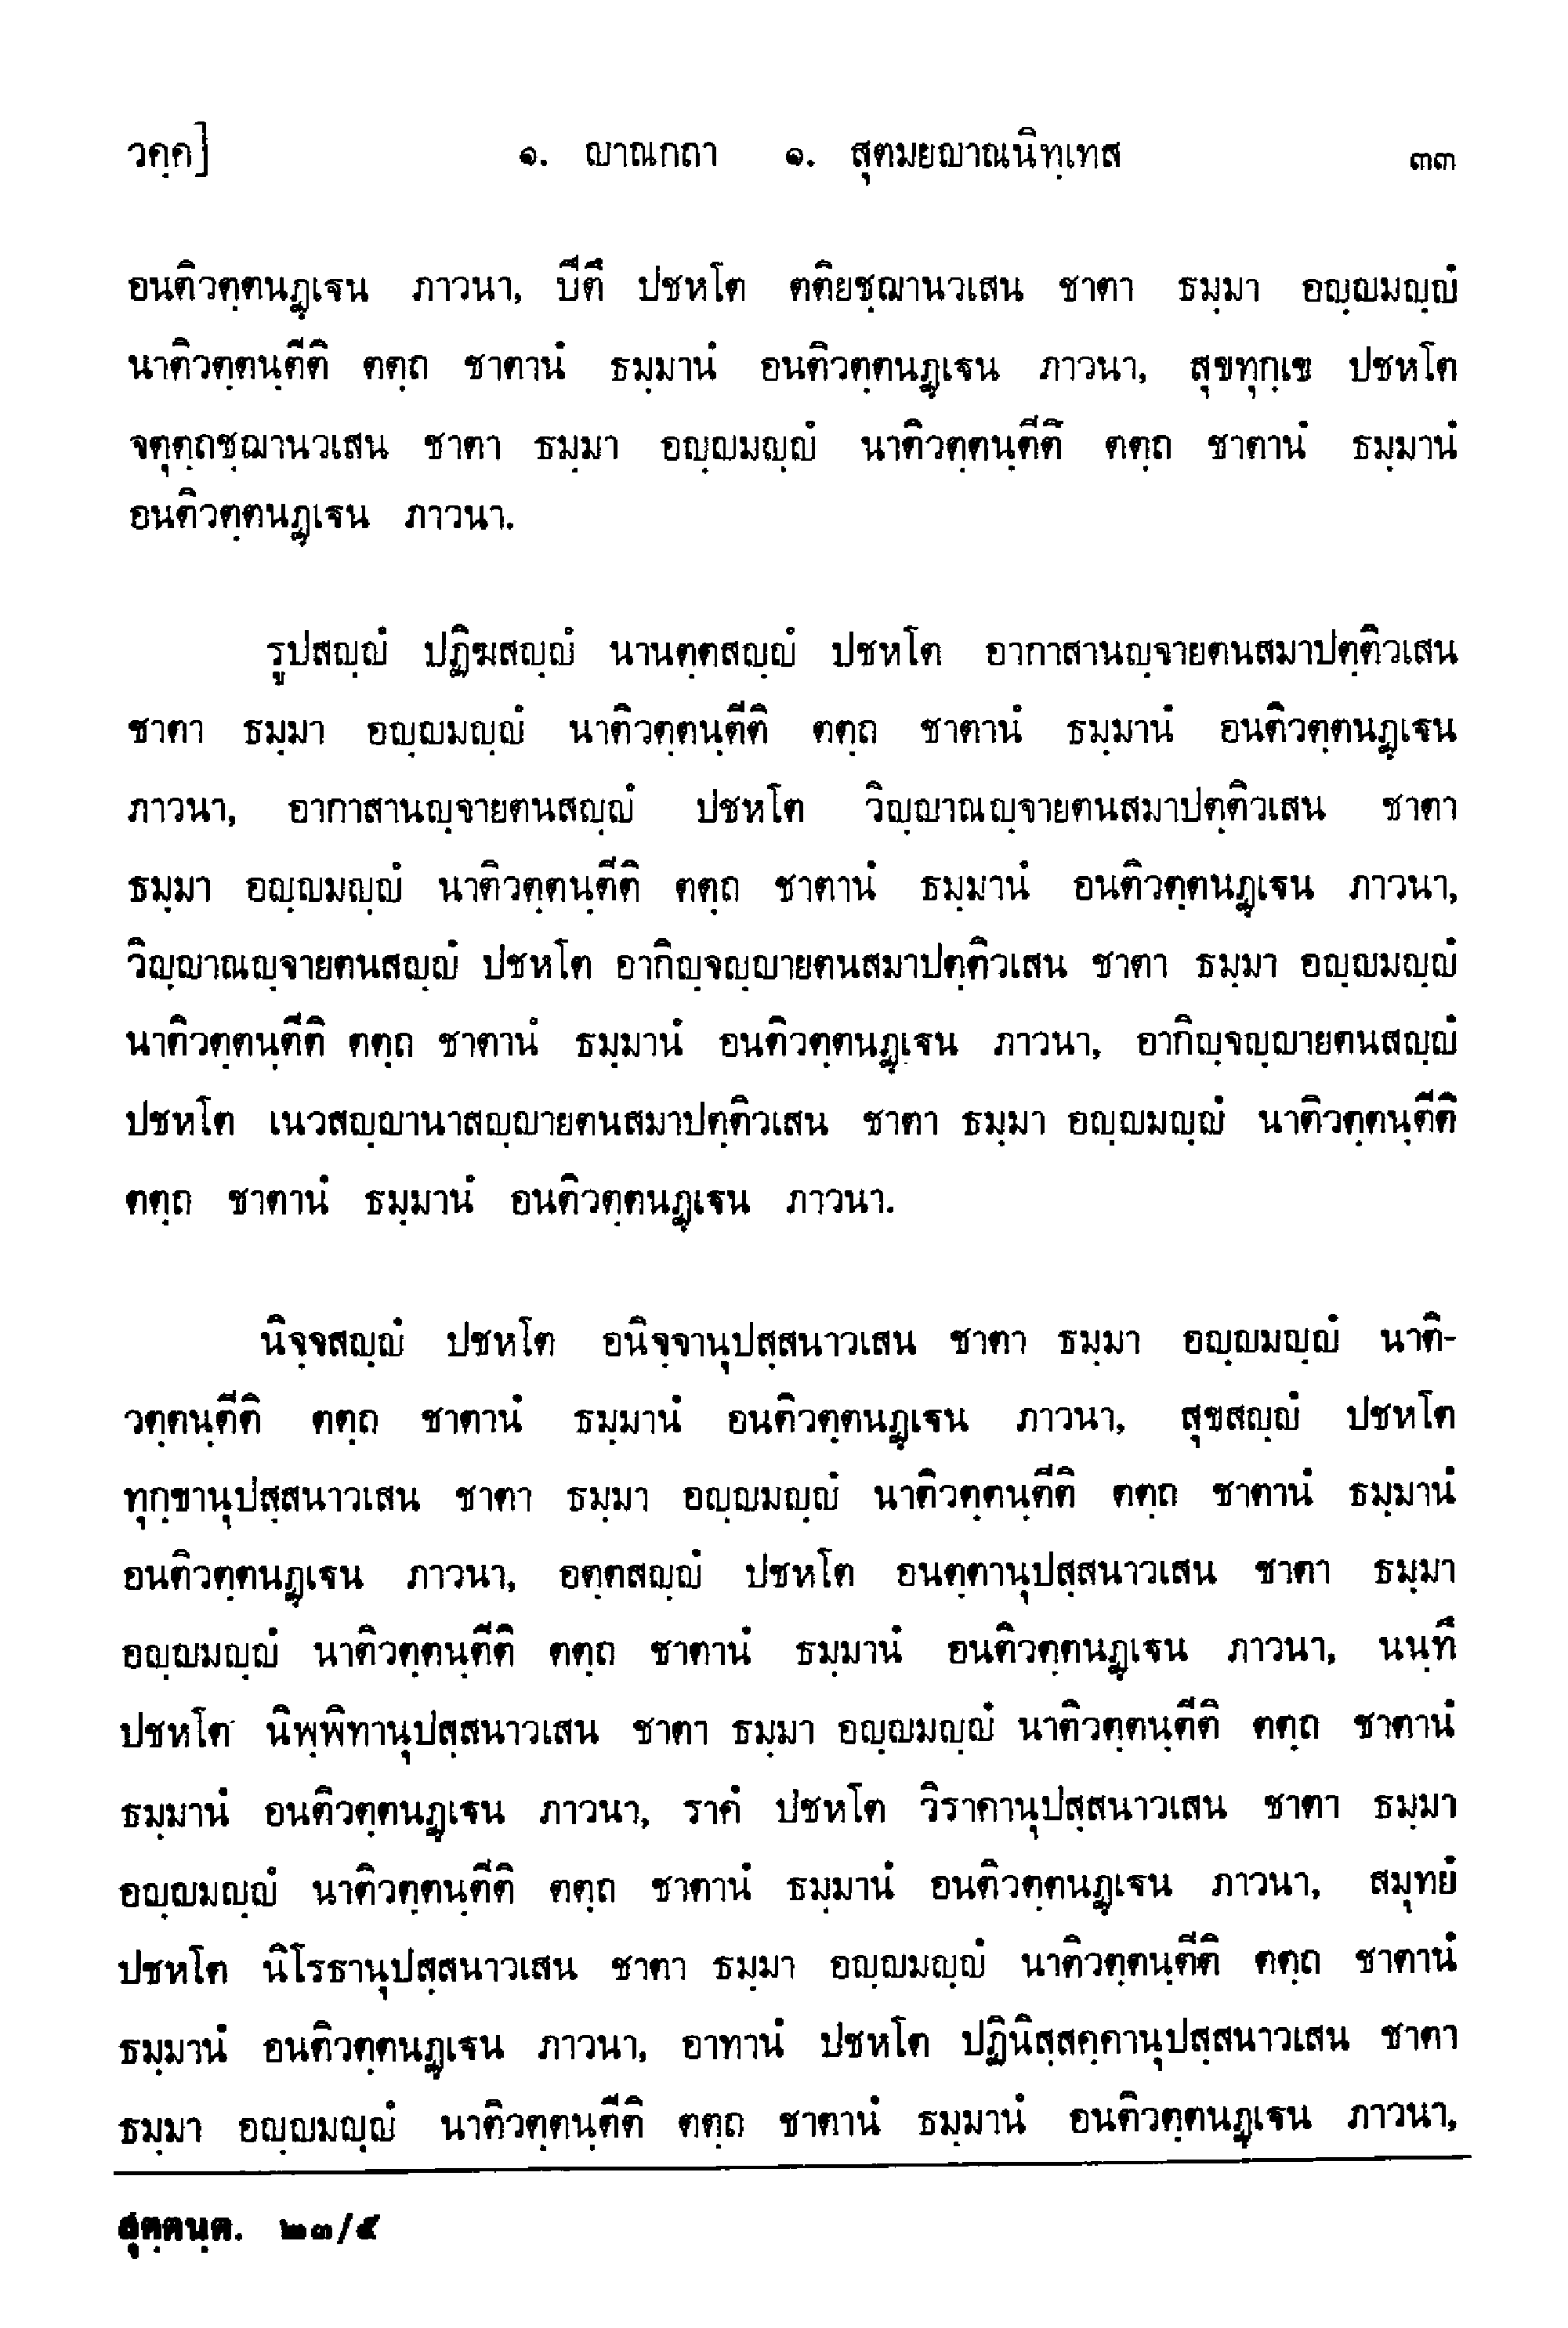 วคฺค]	๑. ญาณกถา ๑. สุตมยญาณนิทฺเทส	๓๓
อนติวตฺตนฏฺเฐน ภาวนา, ปีตึ ปชหโต ตติยชฺฌานวเสน ชาตา ธมฺมา อญฺญมญฺญํ
นาติวตฺตนฺตีติ ตตฺถ ชาตานํ ธมฺมานํ อนติวตฺตนฏฺเฐน ภาวนา, สุขทุกฺเข ปชหโต
จตุตฺถชฺฌานวเสน ชาตา ธมฺมา อญฺญมญฺญํ นาติวตฺตนฺตีติ ตตฺถ ชาตานํ ธมฺมานํ
อนติวตฺตนฏฺเฐน ภาวนา.
รูปสญฺญํ ปฏิฆสญฺญํ นานตฺตสญฺญํ ปชหโต อากาสานญฺจายตนสมาปตฺติวเสน
ชาตา ธมฺมา อญฺญมญฺญํ นาติวตฺตนฺตีติ ตตฺถ ชาตานํ ธมฺมานํ อนติวตฺตนฏฺเฐน
ภาวนา, อากาสานญฺจายตนสญฺญํ ปชหโต วิญฺญาณญฺจายตนสมาปตฺติวเสน ชาตา
ธมฺมา อญฺญมญฺญํ นาติวตฺตนฺตีติ ตตฺถ ชาตานํ ธมฺมานํ อนติวตฺตนฏฺเฐน ภาวนา,
วิญฺญาณญฺจายตนสญฺญํ ปชหโต อากิญฺจญฺญายตนสมาปตฺติวเสน ชาตา ธมฺมา อญฺญมญฺญํ
นาติวตฺตนฺตีติ ตตฺถ ชาตานํ ธมฺมานํ อนติวตฺตนฏฺเฐน ภาวนา, อากิญฺจญฺญายตนสญฺญํ
ปชหโต เนวสญฺญานาสญฺญายตนสมาปตฺติวเสน ชาตา ธมฺมา อญฺญมญฺญํ นาติวตฺตนฺตีติ
ตตฺถ ชาตานํ ธมฺมานํ อนติวตฺตนฏฺเฐน ภาวนา.
นิจฺจสญฺญํ ปชหโต อนิจฺจานุปสฺสนาวเสน ชาตา ธมฺมา อญฺญมญฺญํ นาติ-
วตฺตนฺตีติ ตตฺถ ชาตานํ ธมฺมานํ อนติวตฺตนฏฺเฐน ภาวนา, สุขสญฺญํ ปชหโต
ทุกฺขานุปสฺสนาวเสน ชาตา ธมฺมา อญฺญมญฺญํ นาติวตฺตนฺตีติ ตตฺถ ชาตานํ ธมฺมานํ
อนติวตฺตนฏฺเฐน ภาวนา, อตฺตสญฺญํ ปชหโต อนตฺตานุปสฺสนาวเสน ชาตา ธมฺมา
อญฺญมญฺญํ นาติวตฺตนฺตีติ ตตฺถ ชาตานํ ธมฺมานํ อนติวตฺตนฏฺเฐน ภาวนา, นนฺทึ
ปชหโต นิพฺพิทานุปสฺสนาวเสน ชาตา ธมฺมา อญฺญมญฺญํ นาติวตฺตนฺตีติ ตตฺถ ชาตานํ
ธมฺมานํ อนติวตฺตนฏฺเฐน ภาวนา, ราคํ ปชหโต วิราคานุปสฺสนาวเสน ชาตา ธมฺมา
อญฺญมญฺญํ นาติวตฺตนฺตีติ ตตฺถ ชาตานํ ธมฺมานํ อนติวตฺตนฏฺเฐน ภาวนา, สมุทยํ
ปชหโต นิโรธานุปสฺสนาวเสน ชาตา ธมฺมา อญฺญมญฺญํ นาติวตฺตนฺตีติ ตตฺถ ชาตานํ
ธมฺมานํ อนติวตฺตนฏฺเฐน ภาวนา, อาทานํ ปชหโต ปฏินิสฺสคฺคานุปสฺสนาวเสน ชาตา
ธมฺมา อญฺญมญฺญํ นาติวตฺตนฺตีติ ตตฺถ ชาตานํ ธมฺมานํ อนติวตฺตนฏฺเฐน ภาวนา,
สุตฺตนฺต. ๒๓/๕